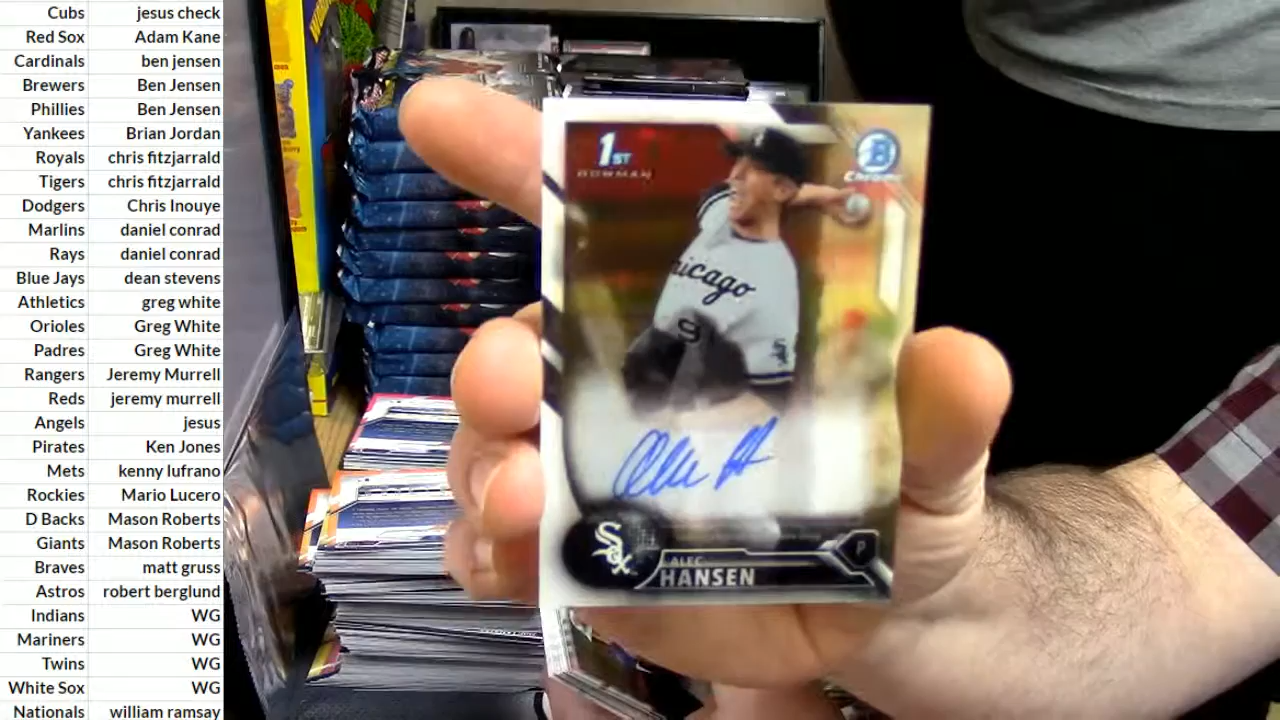 Cubs jesus check
Red Sox Adam Kane
Cardinals ben jensen
Brewers Ben Jensen
Phillies Ben Jensen
Yankees Brian Jordan
Royals chris fitzjarrald
Tigers chris fitzjarrald
Dodgers Chris Inouye
Marlins daniel conrad
Rays daniel conrad
Blue Jays dean stevens
Athletics greg white
Orioles Greg White
Padres Greg White
Rangers Jeremy Murrell
Reds jeremy murrell
Angels jesus
Pirates Ken Jones
Mets kenny lufrano
Rockies Mario Lucero
D Backs Mason Roberts
Giants Mason Roberts
Braves matt gruss
Astros robert berglund
Indians WG
Mariners WG
Twins WG
White Sox WG
Nationals william ramsay
1ST
BOWMAN
B
Chrome
hicago
9
Sox
ALEC
HANSEN
P